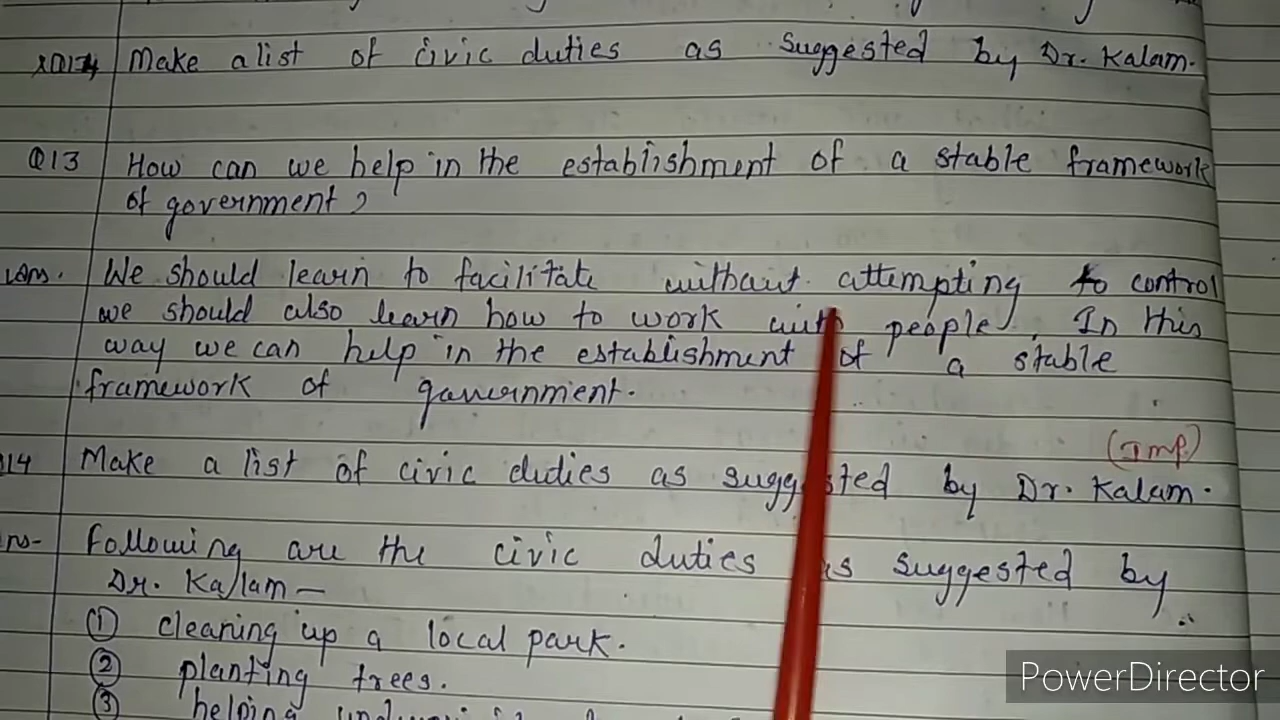 Make a list of civic duties as suggested by Dr. Kalam.
Q13 How can we help in the establishment of a stable framework
of government?
Ans. We should learn to facilitate without attempting to control
we should also learn how to work with people. In this
way we can help in the establishment of a stable
framework of government.
(Imp)
14 Make a list of civic duties as suggested by Dr. Kalam.
ns- Following are the civic duties as suggested by
Dr. Kallam -
① cleaning up a local park.
② planting trees.
③ helping
PowerDirector